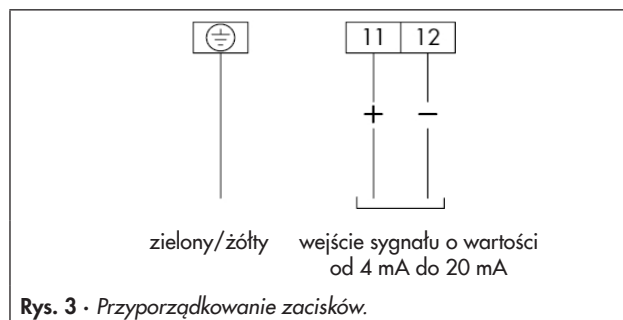 11 12
+ −
zielony/żółty wejście sygnału o wartości
od 4 mA do 20 mA
Rys. 3 · Przyporządkowanie zacisków.